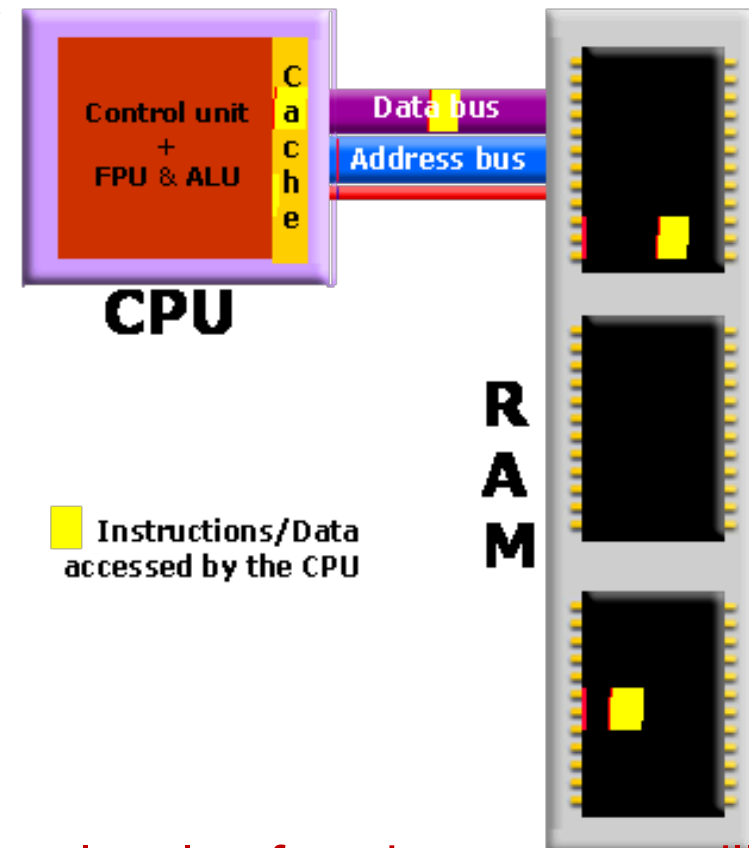 Control unit
+
FPU & ALU
C
a
c
h
e
Data bus
Address bus
CPU
R
A
M
Instructions/Data
accessed by the CPU